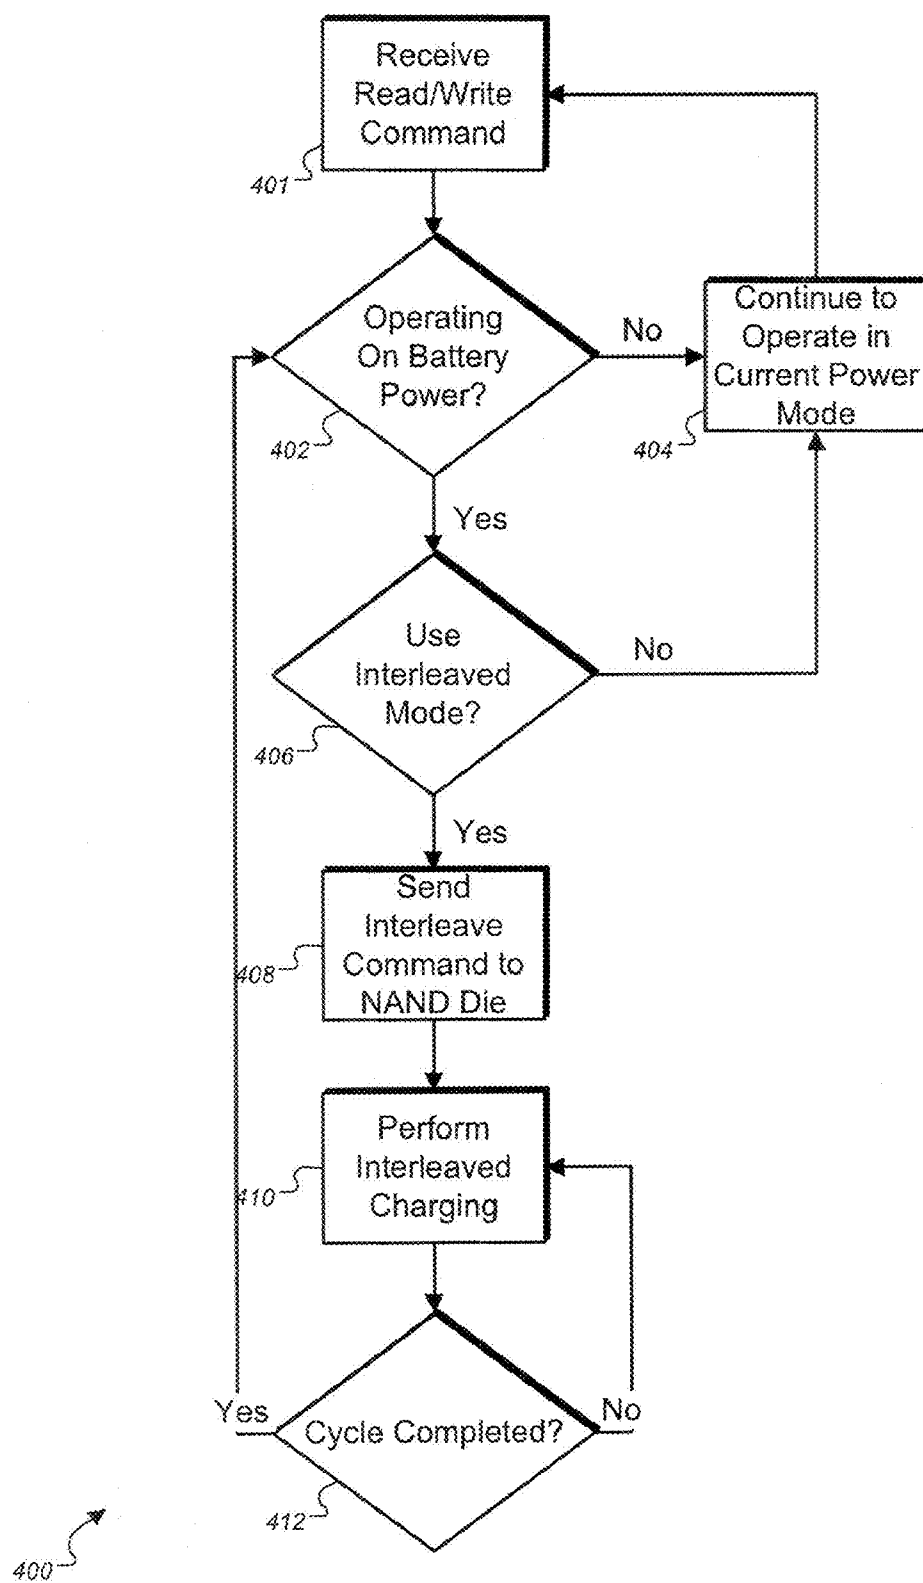 Receive
Read/Write
Command
401
Operating
On Battery
Power?
402
No
Continue to
Operate in
Current Power
Mode
404
Yes
Use
Interleaved
Mode?
406
No
Yes
Send
Interleave
Command to
NAND Die
408
Perform
Interleaved
Charging
410
Yes
Cycle Completed?
No
412
400